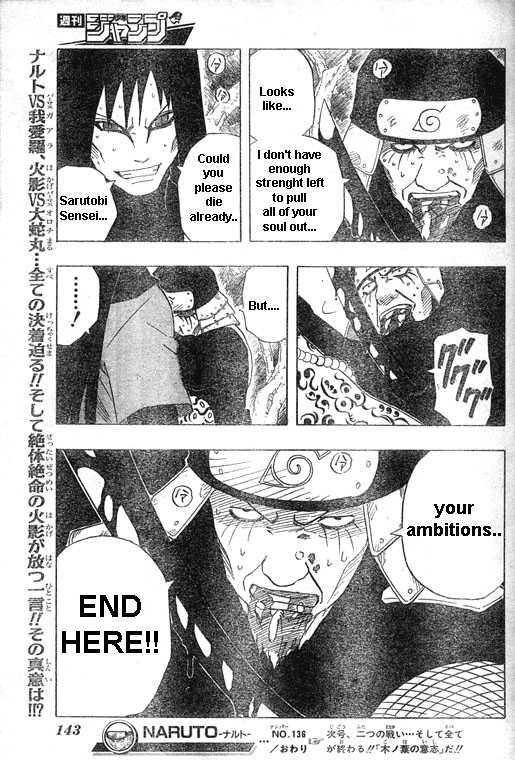 週刊
少年
ジャンプ
Looks
like...
I don't have
enough
strenght left
to pull
all of your
soul out...
Could
you
please
die
already..
Sarutobi
Sensei...
But....
・・・・・・!
グググ
your
ambitions..
END
HERE!!
ナルトVS我愛羅、火影VS大蛇丸…全ての決着迫る!!そして絶体絶命の火影が放つ一言!!その真意は!!?
143
NARUTO-ナルト-
NO.136
…／おわり
次号、二つの戦い…そして全て
が終わる!!「木ノ葉の意志」だ!!